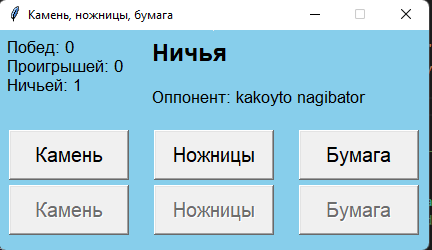 Камень, ножницы, бумага
Побед: 0
Проигрышей: 0
Ничьей: 1
Ничья
Оппонент: kakoyto nagibator
Камень
Ножницы
Бумага
Камень
Ножницы
Бумага